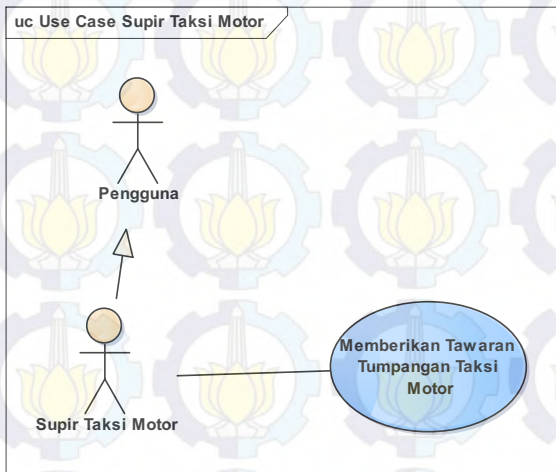 uc Use Case Supir Taksi Motor
Pengguna
Supir Taksi Motor
Memberikan Tawaran
Tumpangan Taksi
Motor